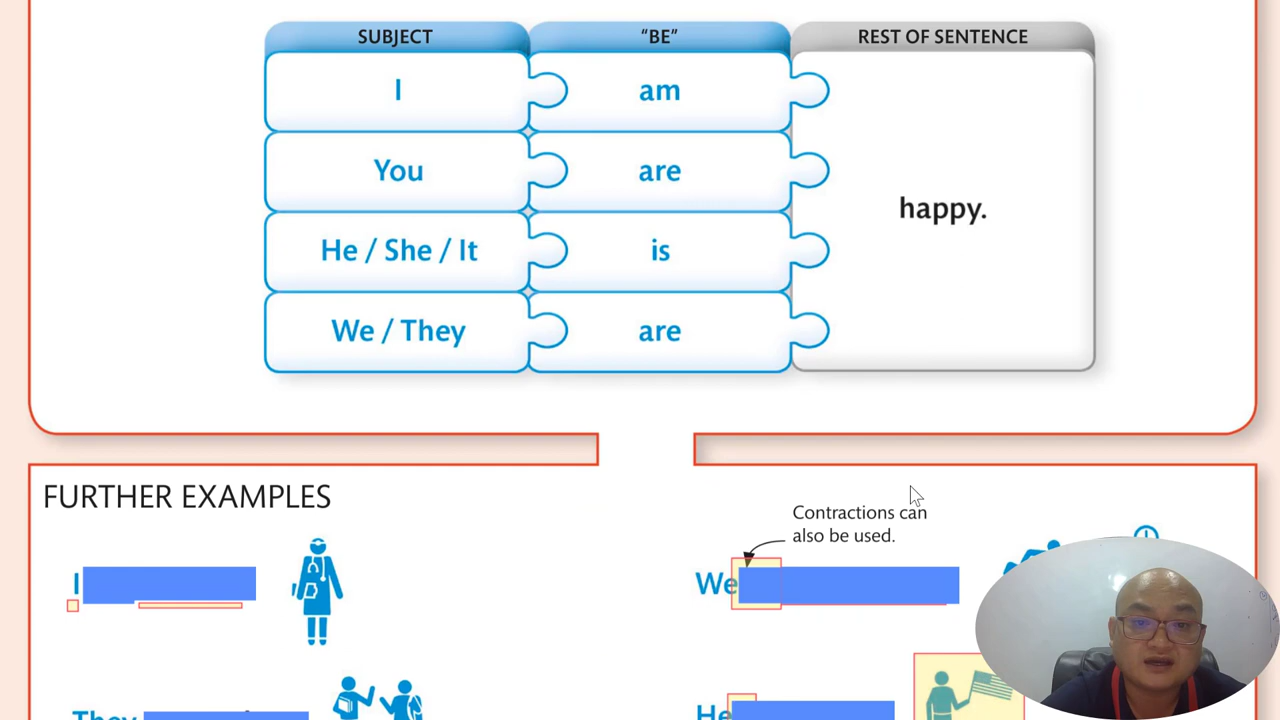 SUBJECT "BE" REST OF SENTENCE
I am
You are
happy.
He / She / It is
We / They are
FURTHER EXAMPLES
Contractions can
also be used.
I
We
They
He